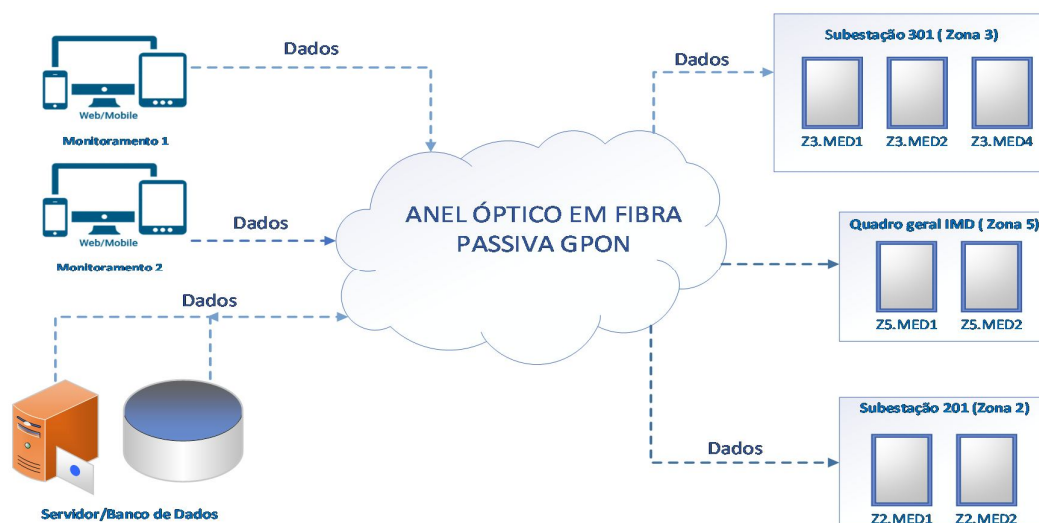 Dados
Web/Mobile
Monitoramento 1
Dados
Web/Mobile
Monitoramento 2
Dados
Servidor/Banco de Dados
ANEL ÓPTICO EM FIBRA
PASSIVA GPON
Dados
Subestação 301 ( Zona 3)
Z3.MED1 Z3.MED2 Z3.MED4
Quadro geral IMD ( Zona 5)
Z5.MED1 Z5.MED2
Dados
Subestação 201 (Zona 2)
Z2.MED1 Z2.MED2